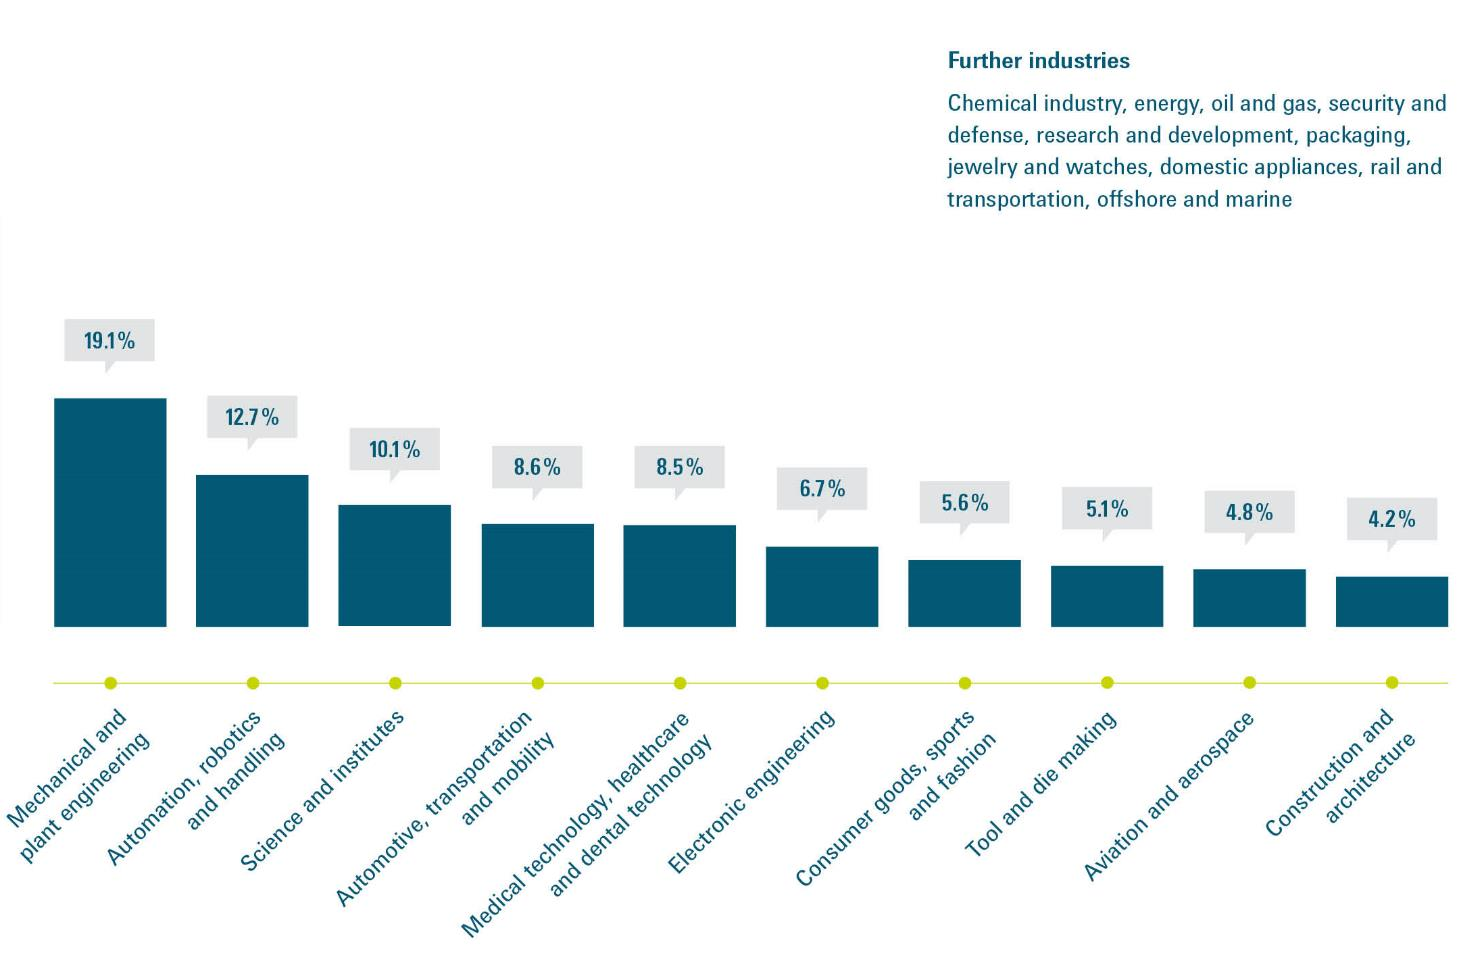 Further industries
Chemical industry, energy, oil and gas, security and
defense, research and development, packaging,
jewelry and watches, domestic appliances, rail and
transportation, offshore and marine
19.1%
12.7%
10.1%
8.6%
8.5%
6.7%
5.6%
5.1%
4.8%
4.2%
Mechanical and
plant engineering
Automation, robotics
and handling
Science and institutes
Automotive, transportation
and mobility
Medical technology, healthcare
and dental technology
Electronic engineering
Consumer goods, sports
and fashion
Tool and die making
Aviation and aerospace
Construction and
architecture